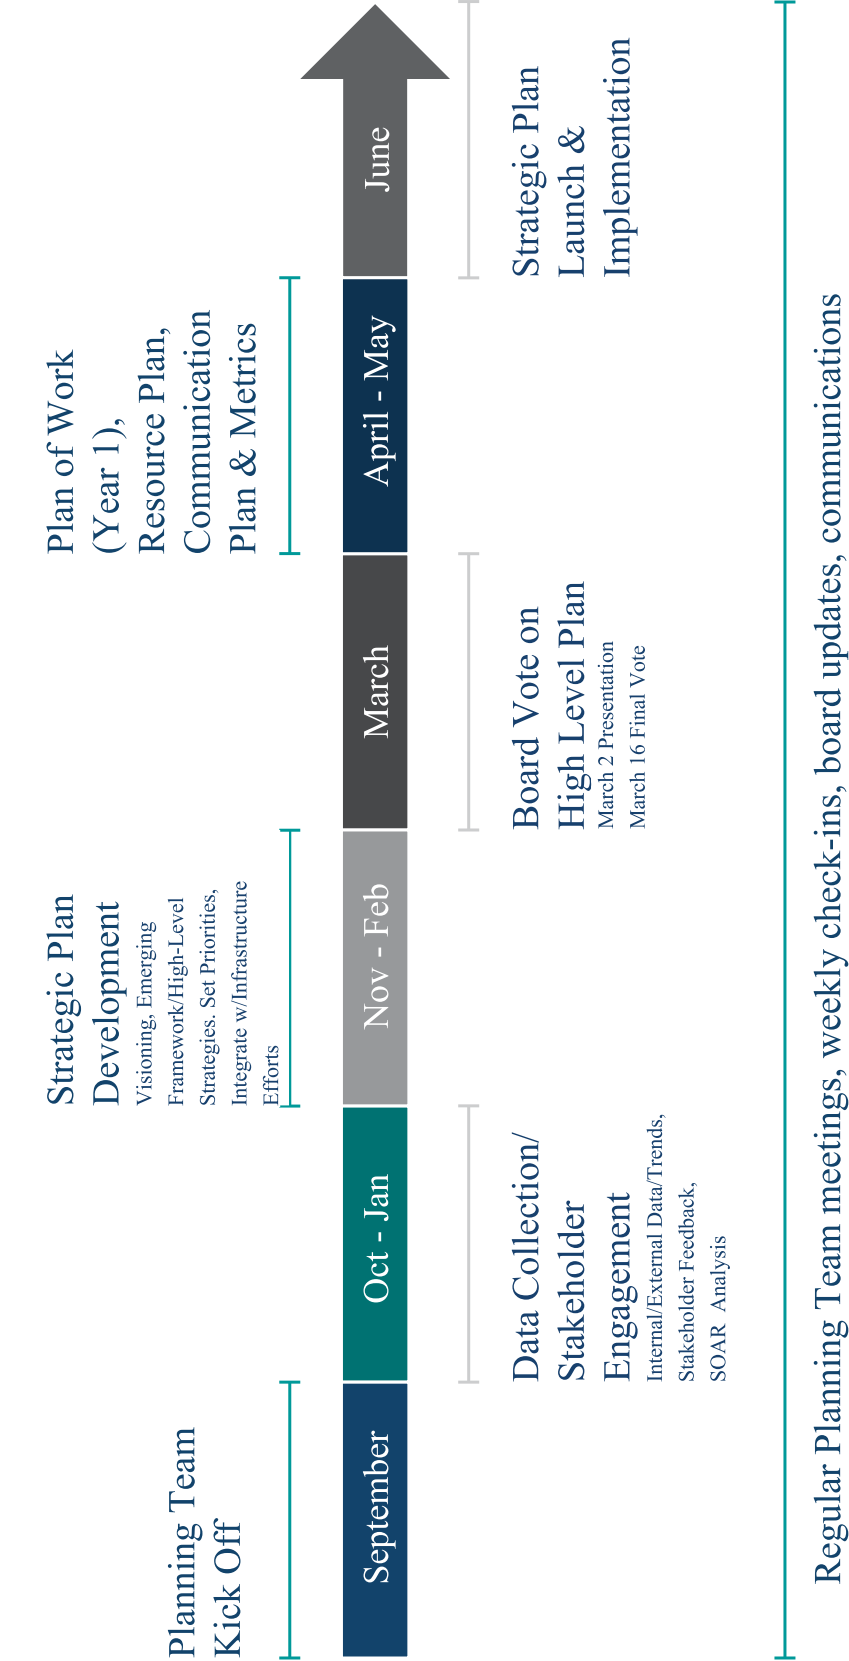 Planning Team
Kick Off
Strategic Plan
Development
Visioning, Emerging
Framework/High-Level
Strategies. Set Priorities,
Integrate w/Infrastructure
Efforts
Plan of Work
(Year 1),
Resource Plan,
Communication
Plan & Metrics
September
Oct - Jan
Nov - Feb
March
April - May
June
Data Collection/
Stakeholder
Engagement
Internal/External Data/Trends,
Stakeholder Feedback,
SOAR Analysis
Board Vote on
High Level Plan
March 2 Presentation
March 16 Final Vote
Strategic Plan
Launch &
Implementation
Regular Planning Team meetings, weekly check-ins, board updates, communications